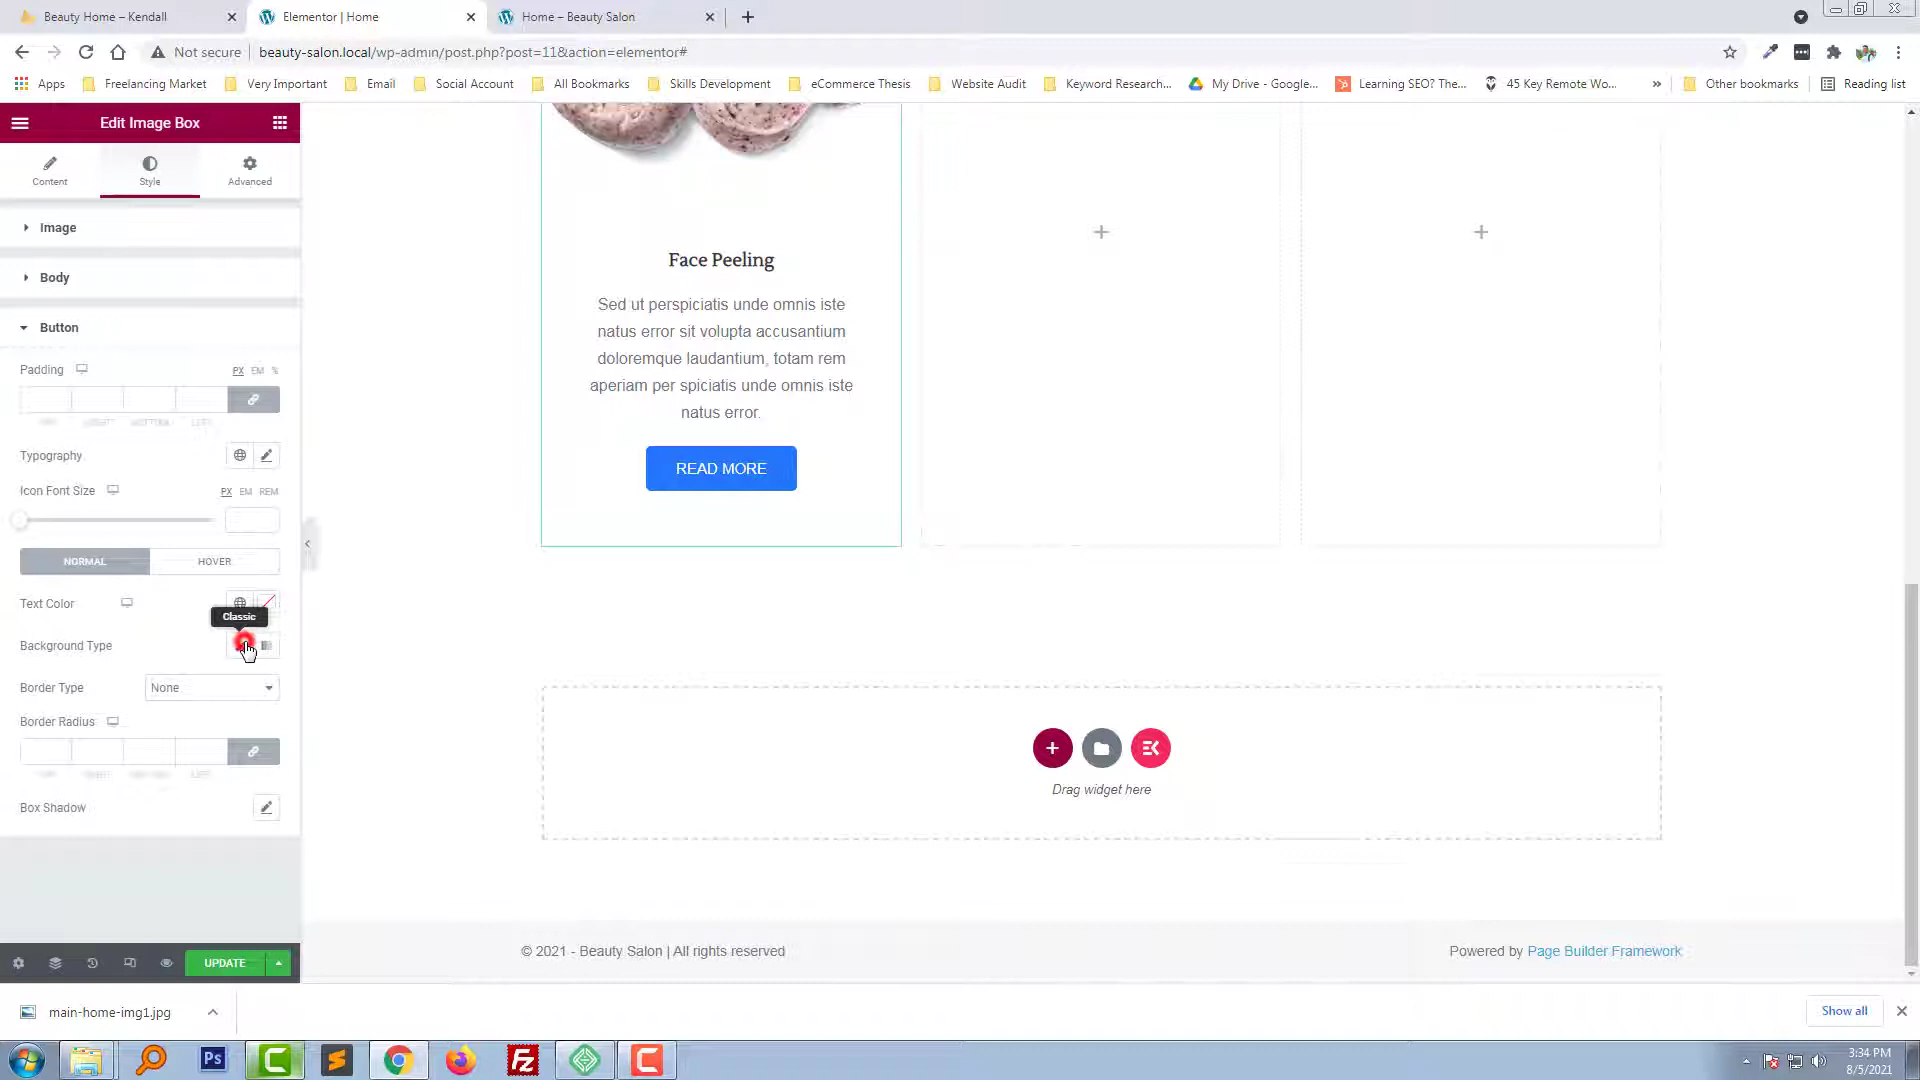 Beauty Home – Kendall
Elementor | Home
Home – Beauty Salon
Not secure
beauty-salon.local/wp-admin/post.php?post=11&action=elementor#
Apps
Freelancing Market
Very Important
Email
Social Account
All Bookmarks
Skills Development
eCommerce Thesis
Website Audit
Keyword Research...
My Drive - Google...
Learning SEO? The...
45 Key Remote Wo...
Other bookmarks
Reading list
Edit Image Box
Content
Style
Advanced
Image
Body
Button
Padding
PX EM %
Typography
Icon Font Size
PX EM REM
NORMAL
HOVER
Text Color
Classic
Background Type
Border Type
None
Border Radius
LEFT
Box Shadow
UPDATE
Face Peeling
Sed ut perspiciatis unde omnis iste
natus error sit volupta accusantium
doloremque laudantium, totam rem
aperiam per spiciatis unde omnis iste
natus error.
READ MORE
Drag widget here
© 2021 - Beauty Salon | All rights reserved
Powered by Page Builder Framework
main-home-img1.jpg
Show all
Ps
Fz
3:34 PM
8/5/2021